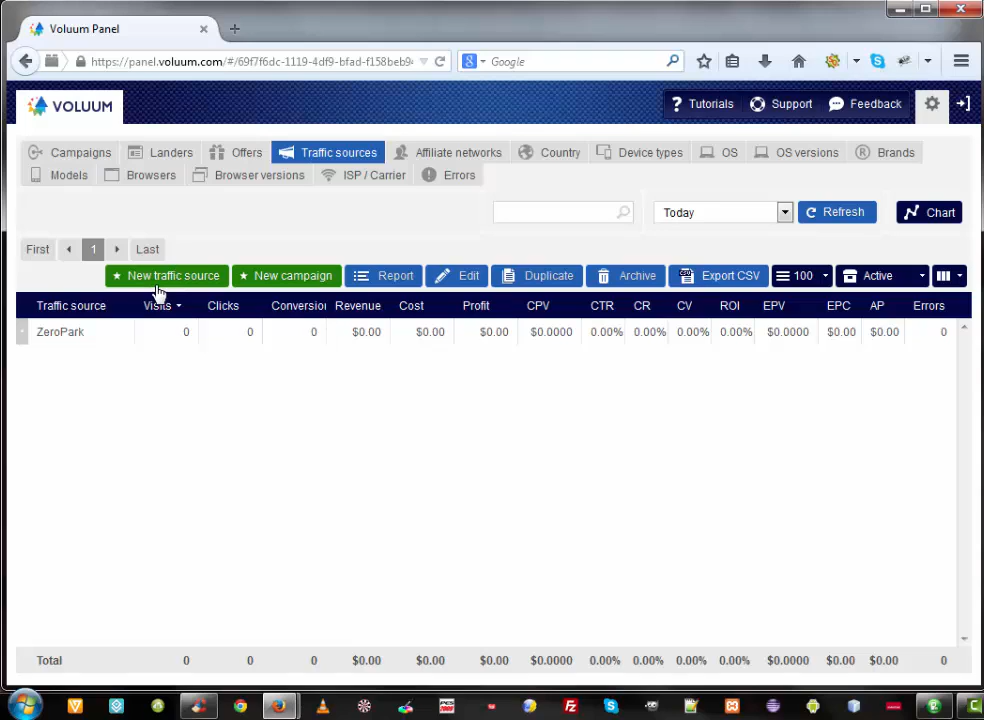 Voluum Panel
https://panel.voluum.com/#/69f7f6dc-1119-4df9-bfad-f158beb9
Google
VOLUUM
Tutorials Support Feedback
Campaigns Landers Offers Traffic sources Affiliate networks Country Device types OS OS versions Brands
Models Browsers Browser versions ISP / Carrier Errors
Today Refresh Chart
First 1 Last
New traffic source New campaign Report Edit Duplicate Archive Export CSV 100 Active
Traffic source Visits Clicks Conversion Revenue Cost Profit CPV CTR CR CV ROI EPV EPC AP Errors
ZeroPark 0 0 0 $0.00 $0.00 $0.00 $0.0000 0.00% 0.00% 0.00% 0.00% $0.0000 $0.00 $0.00 0
Total 0 0 0 $0.00 $0.00 $0.00 $0.0000 0.00% 0.00% 0.00% 0.00% $0.0000 $0.00 $0.00 0